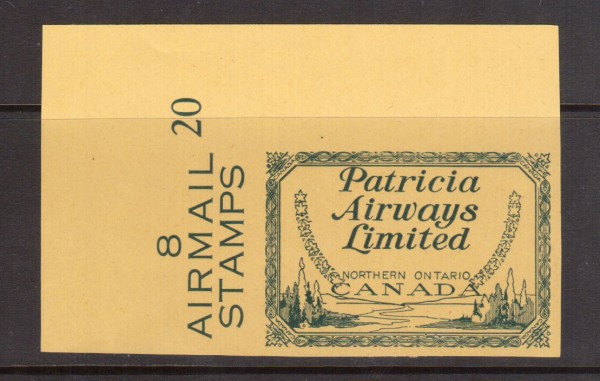 20
8
AIRMAIL
STAMPS
Patricia
Airways
Limited
NORTHERN ONTARIO
CANADA